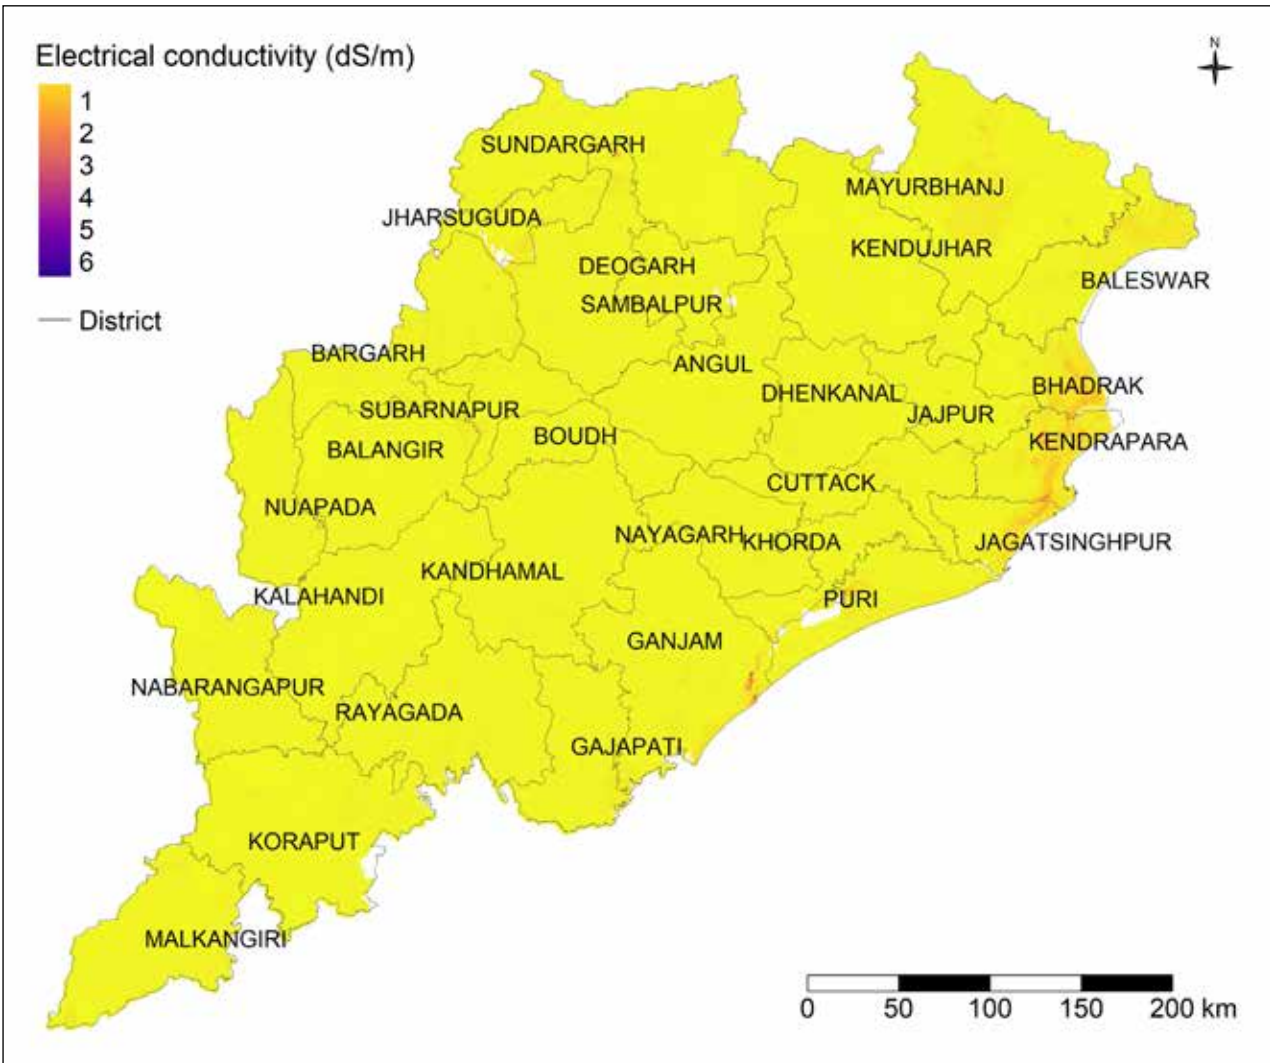 N
Electrical conductivity (dS/m)
1
2
3
4
5
6
District
SUNDARGARH
MAYURBHANJ
JHARSUGUDA
KENDUJHAR
DEOGARH
BALESWAR
SAMBALPUR
BARGARH
ANGUL
BHADRAK
DHENKANAL
SUBARNAPUR
JAJPUR
BOUDH
KENDRAPARA
BALANGIR
CUTTACK
NUAPADA
NAYAGARH
KHORDA
JAGATSINGHPUR
KANDHAMAL
KALAHANDI
PURI
GANJAM
NABARANGAPUR
RAYAGADA
GAJAPATI
KORAPUT
MALKANGIRI
0 50 100 150 200 km